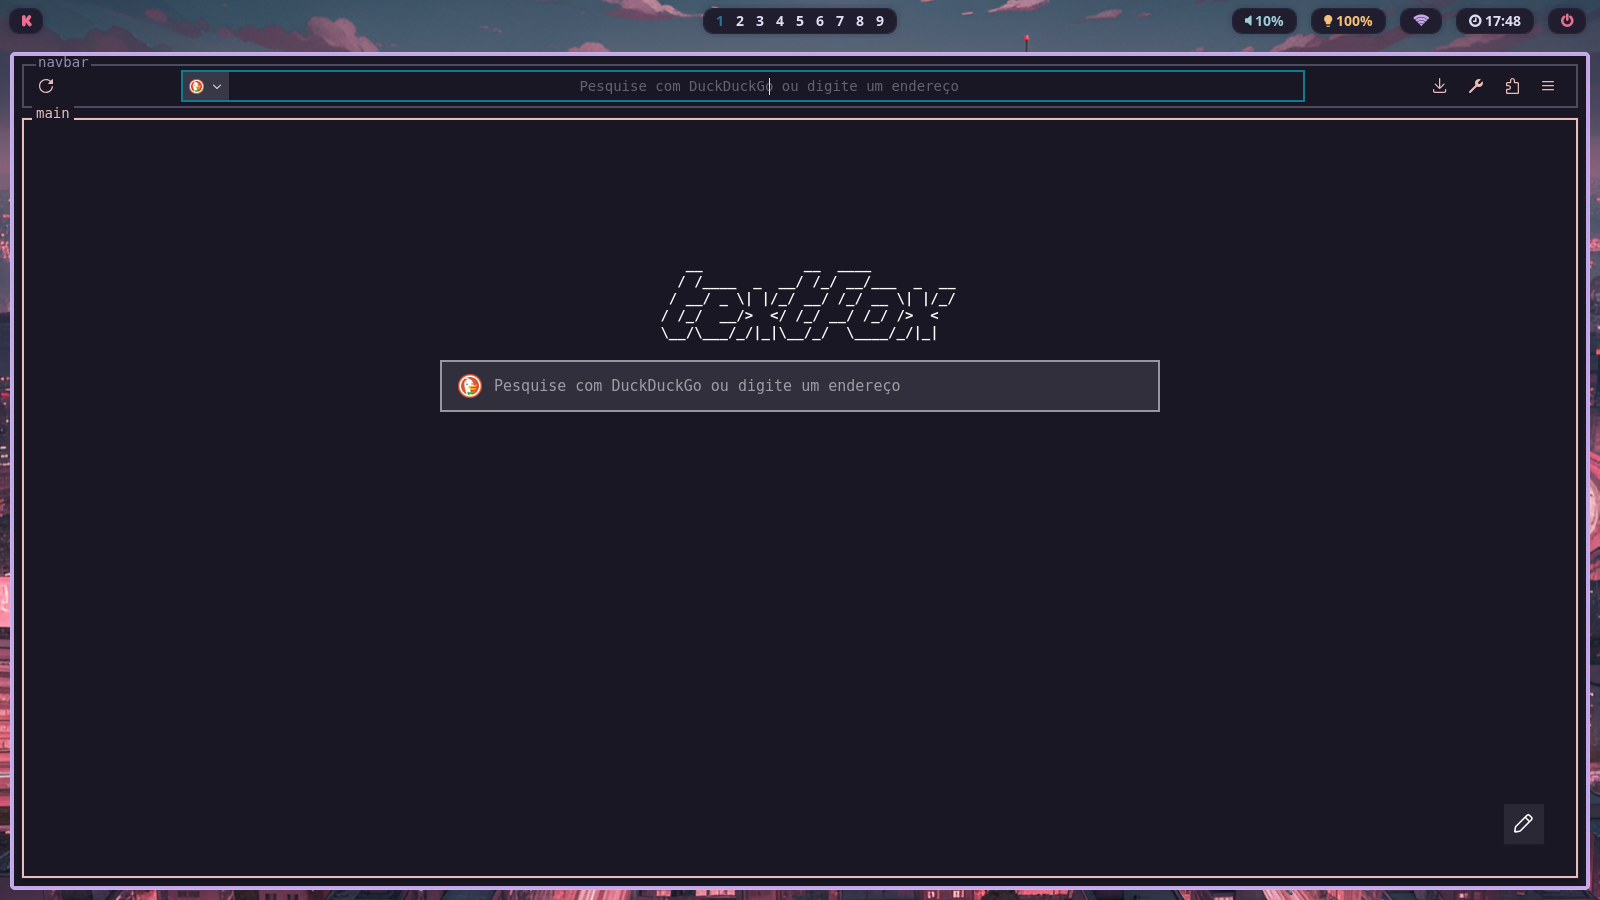 K 1 2 3 4 5 6 7 8 9 10% 100% 17:48
navbar
Pesquise com DuckDuckGo ou digite um endereço
main
textfox
Pesquise com DuckDuckGo ou digite um endereço